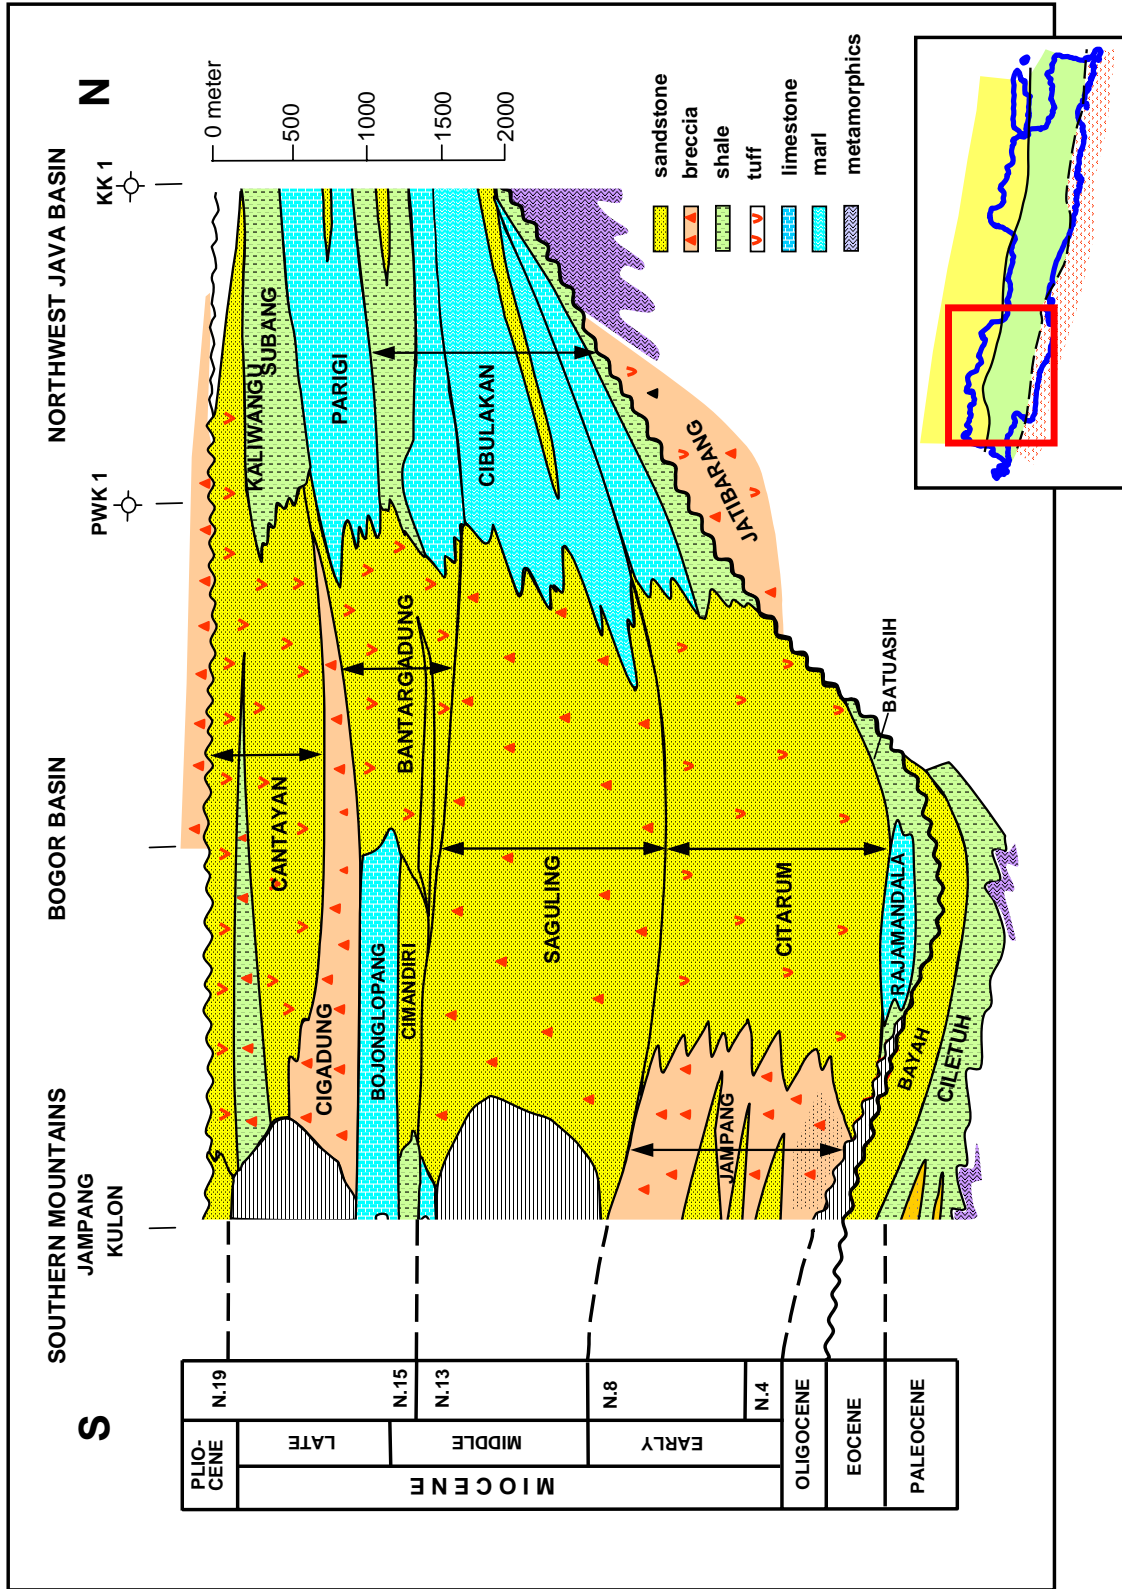 S
N
SOUTHERN MOUNTAINS
JAMPANG
KULON
BOGOR BASIN
NORTHWEST JAVA BASIN
PWK 1
KK 1
0 meter
500
1000
1500
2000
PLIO-
CENE
MIOCENE
LATE
MIDDLE
EARLY
OLIGOCENE
EOCENE
PALEOCENE
N.19
N.15
N.13
N.8
N.4
CANTAYAN
CIGADUNG
BOJONGLOPANG
CIMANDIRI
BANTARGADUNG
SAGULING
CITARUM
JAMPANG
RAJAMANDALA
BATUASIH
BAYAH
CILETUH
KALIWANGU
SUBANG
PARIGI
CIBULAKAN
JATIBARANG
sandstone
breccia
shale
tuff
limestone
marl
metamorphics